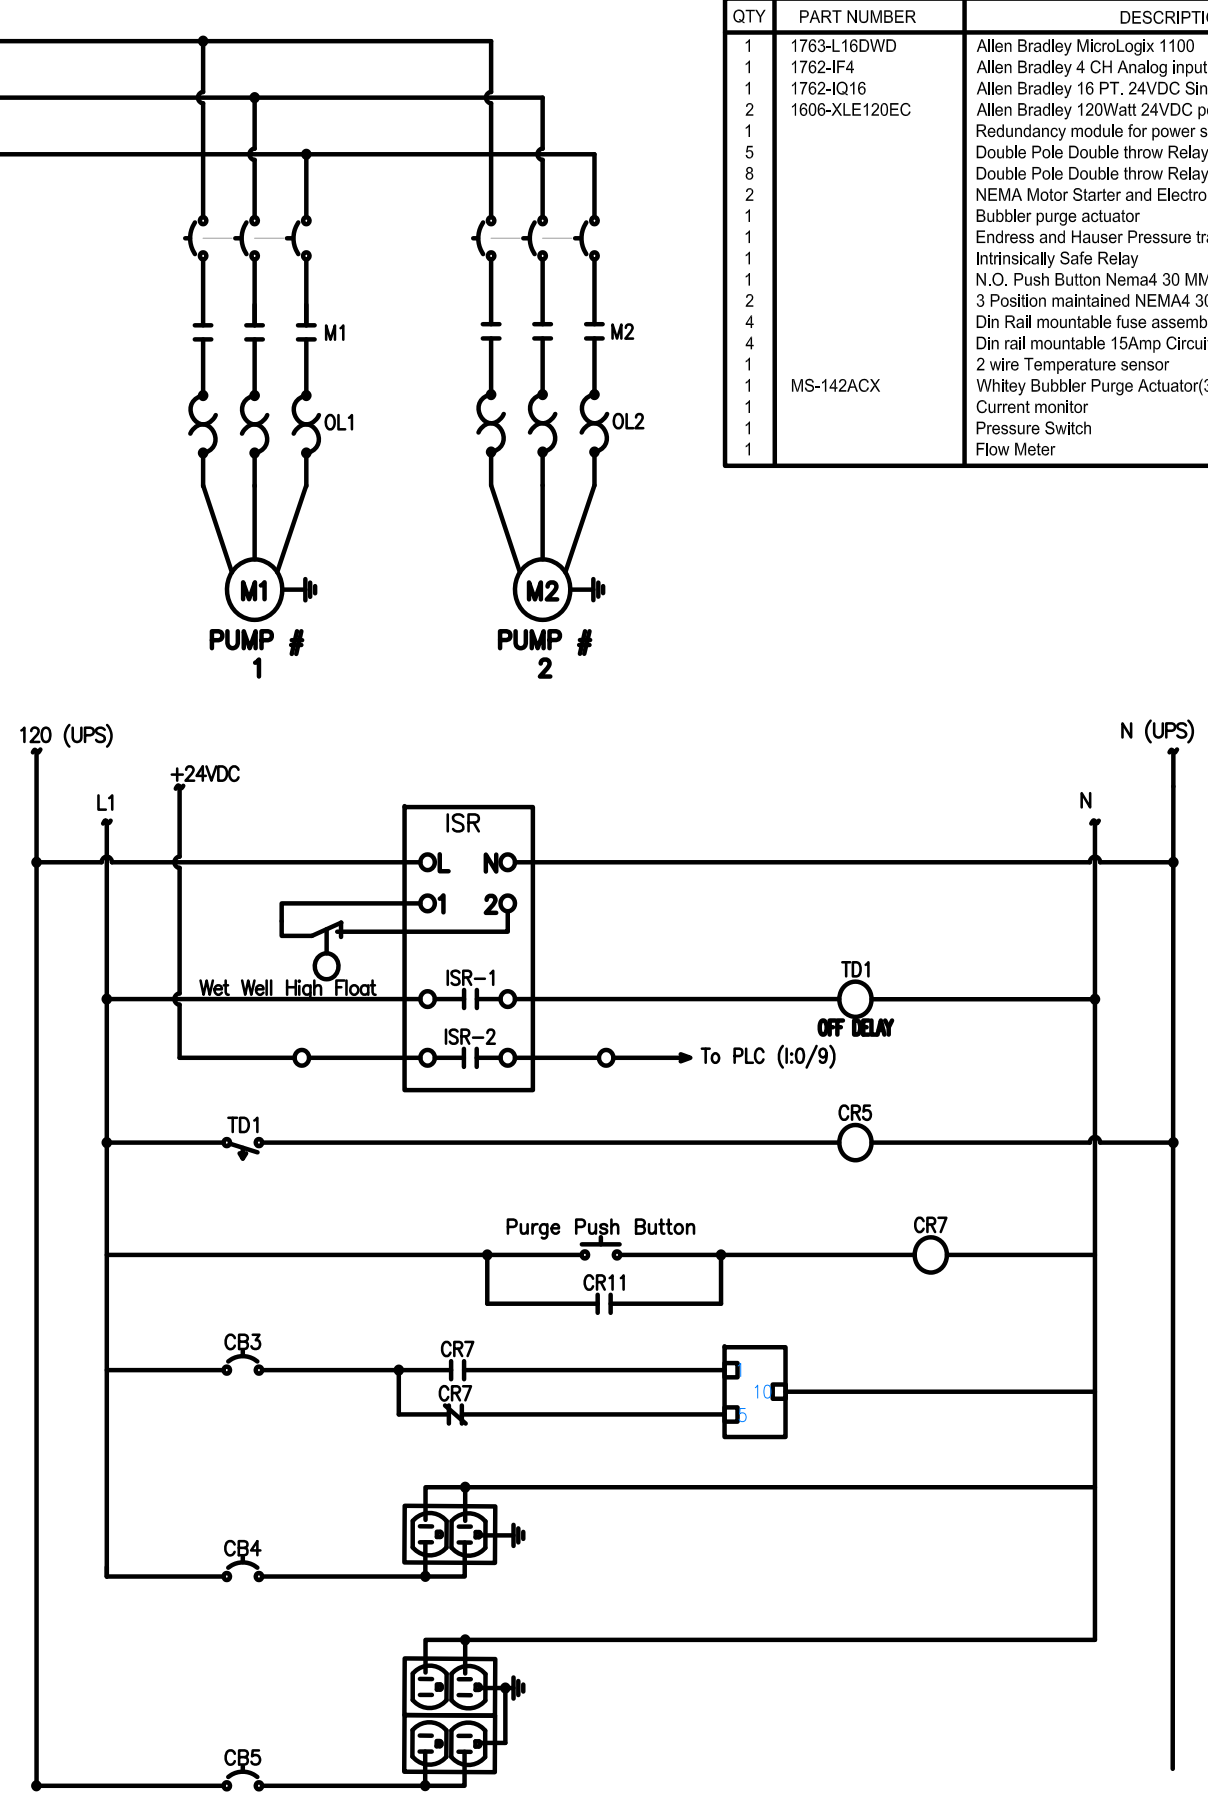 QTY PART NUMBER DESCRIPTI
1 1763-L16DWD Allen Bradley MicroLogix 1100
1 1762-IF4 Allen Bradley 4 CH Analog input
1 1762-IQ16 Allen Bradley 16 PT. 24VDC Sin
2 1606-XLE120EC Allen Bradley 120Watt 24VDC p
1 Redundancy module for power s
5 Double Pole Double throw Relay
8 Double Pole Double throw Relay
2 NEMA Motor Starter and Electro
1 Bubbler purge actuator
1 Endress and Hauser Pressure tra
1 Intrinsically Safe Relay
1 N.O. Push Button Nema4 30 MM
2 3 Position maintained NEMA4 30
4 Din Rail mountable fuse assemb
4 Din rail mountable 15Amp Circui
1 2 wire Temperature sensor
1 MS-142ACX Whitey Bubbler Purge Actuator(3
1 Current monitor
1 Pressure Switch
1 Flow Meter
M1 M2
OL1 OL2
M1 M2
PUMP # PUMP #
1 2
120 (UPS) N (UPS)
+24VDC
L1 N
ISR
L N
1 2
Wet Well High Float
ISR-1 TD1
OFF DELAY
ISR-2
To PLC (I:0/9)
TD1 CR5
Purge Push Button CR7
CR11
CB3 CR7
CR7
10
5
CB4
CB5